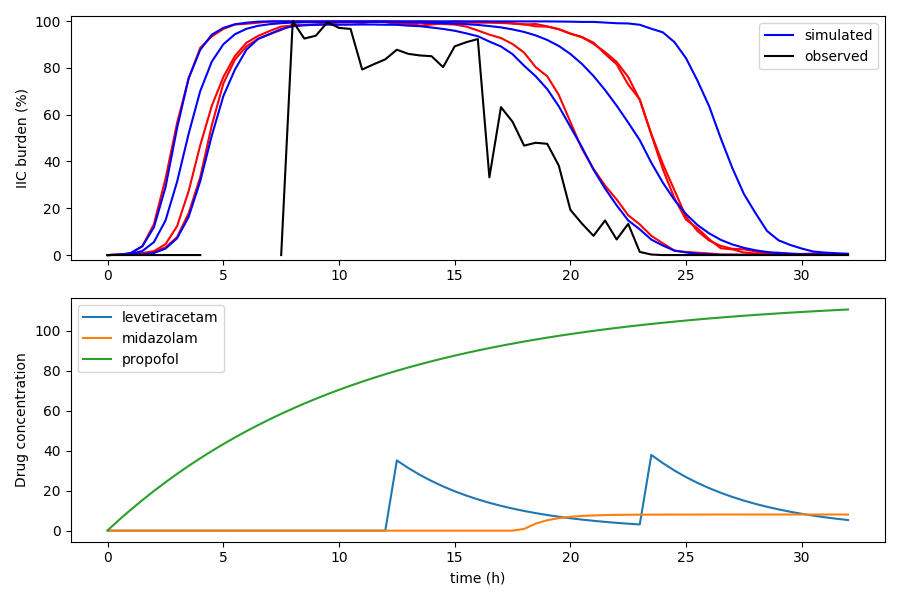 100
80
60
40
20
0
IIC burden (%)
simulated
observed
0 5 10 15 20 25 30
100
80
60
40
20
0
Drug concentration
levetiracetam
midazolam
propofol
0 5 10 15 20 25 30
time (h)